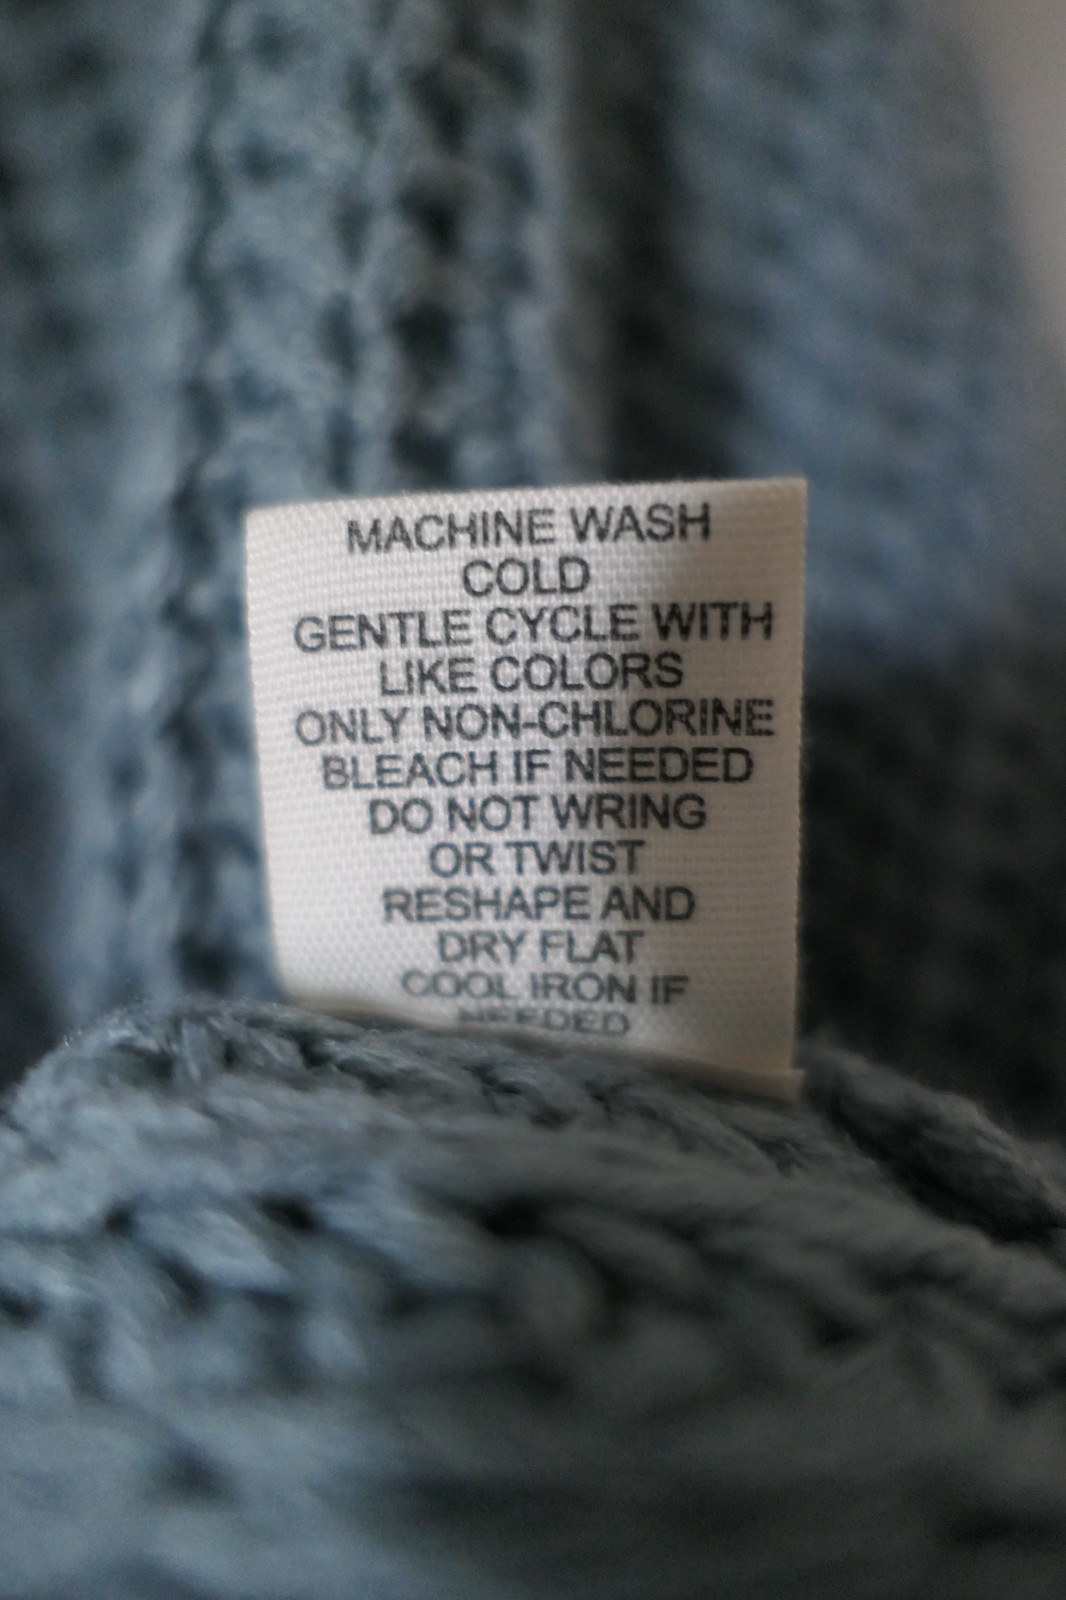 MACHINE WASH
COLD
GENTLE CYCLE WITH
LIKE COLORS
ONLY NON-CHLORINE
BLEACH IF NEEDED
DO NOT WRING
OR TWIST
RESHAPE AND
DRY FLAT
COOL IRON IF
NEEDED